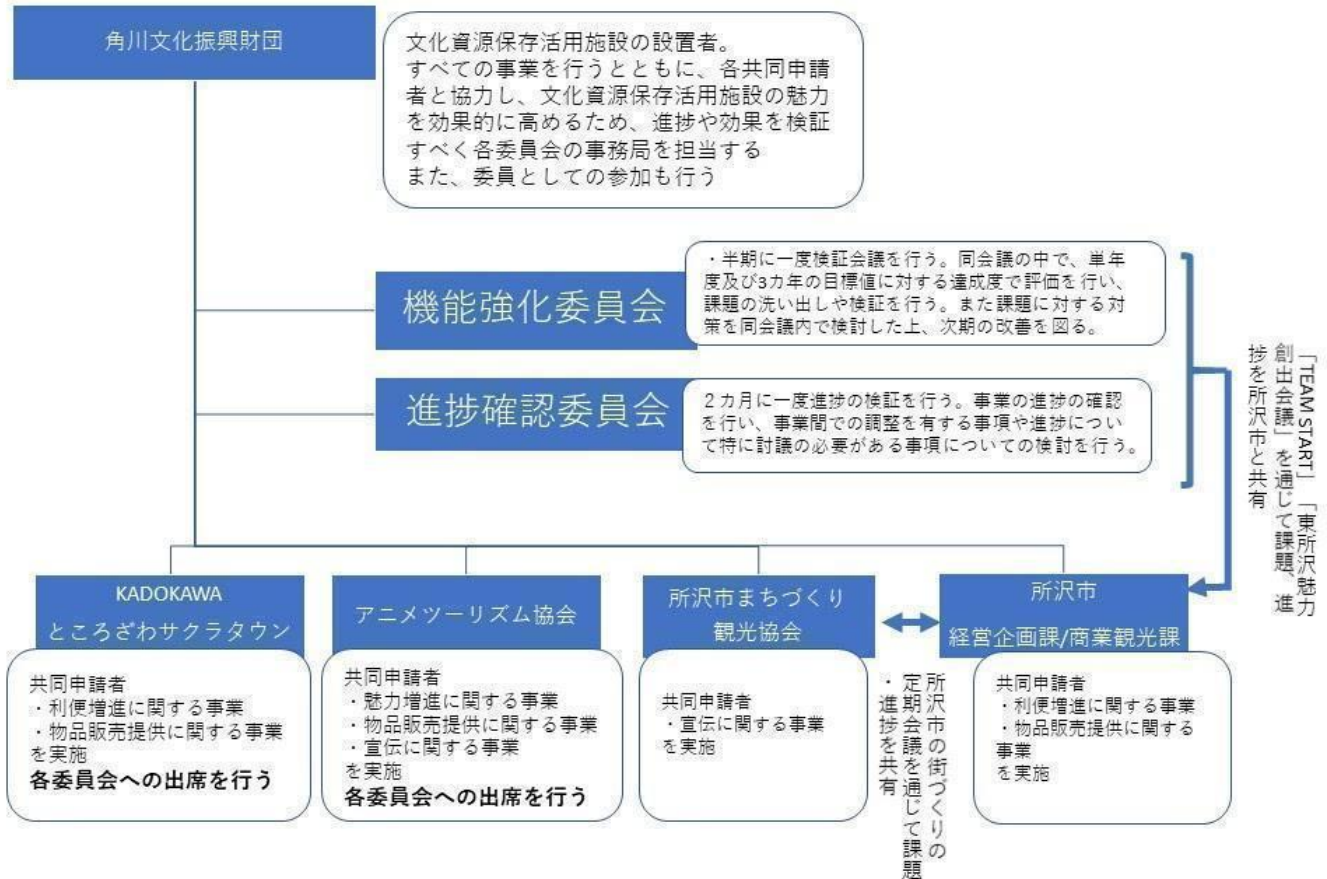 角川文化振興財団
文化資源保存活用施設の設置者。
すべての事業を行うとともに、各共同申請
者と協力し、文化資源保存活用施設の魅力
を効果的に高めるため、進捗や効果を検証
すべく各委員会の事務局を担当する
また、委員としての参加も行う
機能強化委員会
・半期に一度検証会議を行う。同会議の中で、単年
度及び3カ年の目標値に対する達成度で評価を行い、
課題の洗い出しや検証を行う。また課題に対する対
策を同会議内で検討した上、次期の改善を図る。
進捗確認委員会
２カ月に一度進捗の検証を行う。事業の進捗の確認
を行い、事業間での調整を有する事項や進捗につい
て特に討議の必要がある事項についての検討を行う。
「TEAM START」「東所沢魅力
創出会議」を通じて課題、進
捗を所沢市と共有
KADOKAWA
ところざわサクラタウン
共同申請者
・利便増進に関する事業
・物品販売提供に関する事業
を実施
各委員会への出席を行う
アニメツーリズム協会
共同申請者
・魅力増進に関する事業
・物品販売提供に関する事業
・宣伝に関する事業
を実施
各委員会への出席を行う
所沢市まちづくり
観光協会
共同申請者
・宣伝に関する事業
を実施
所沢市の街づくりの
定期会議を通じて課題
・進捗を共有
所沢市
経営企画課/商業観光課
共同申請者
・利便増進に関する事業
・物品販売提供に関する
事業
を実施